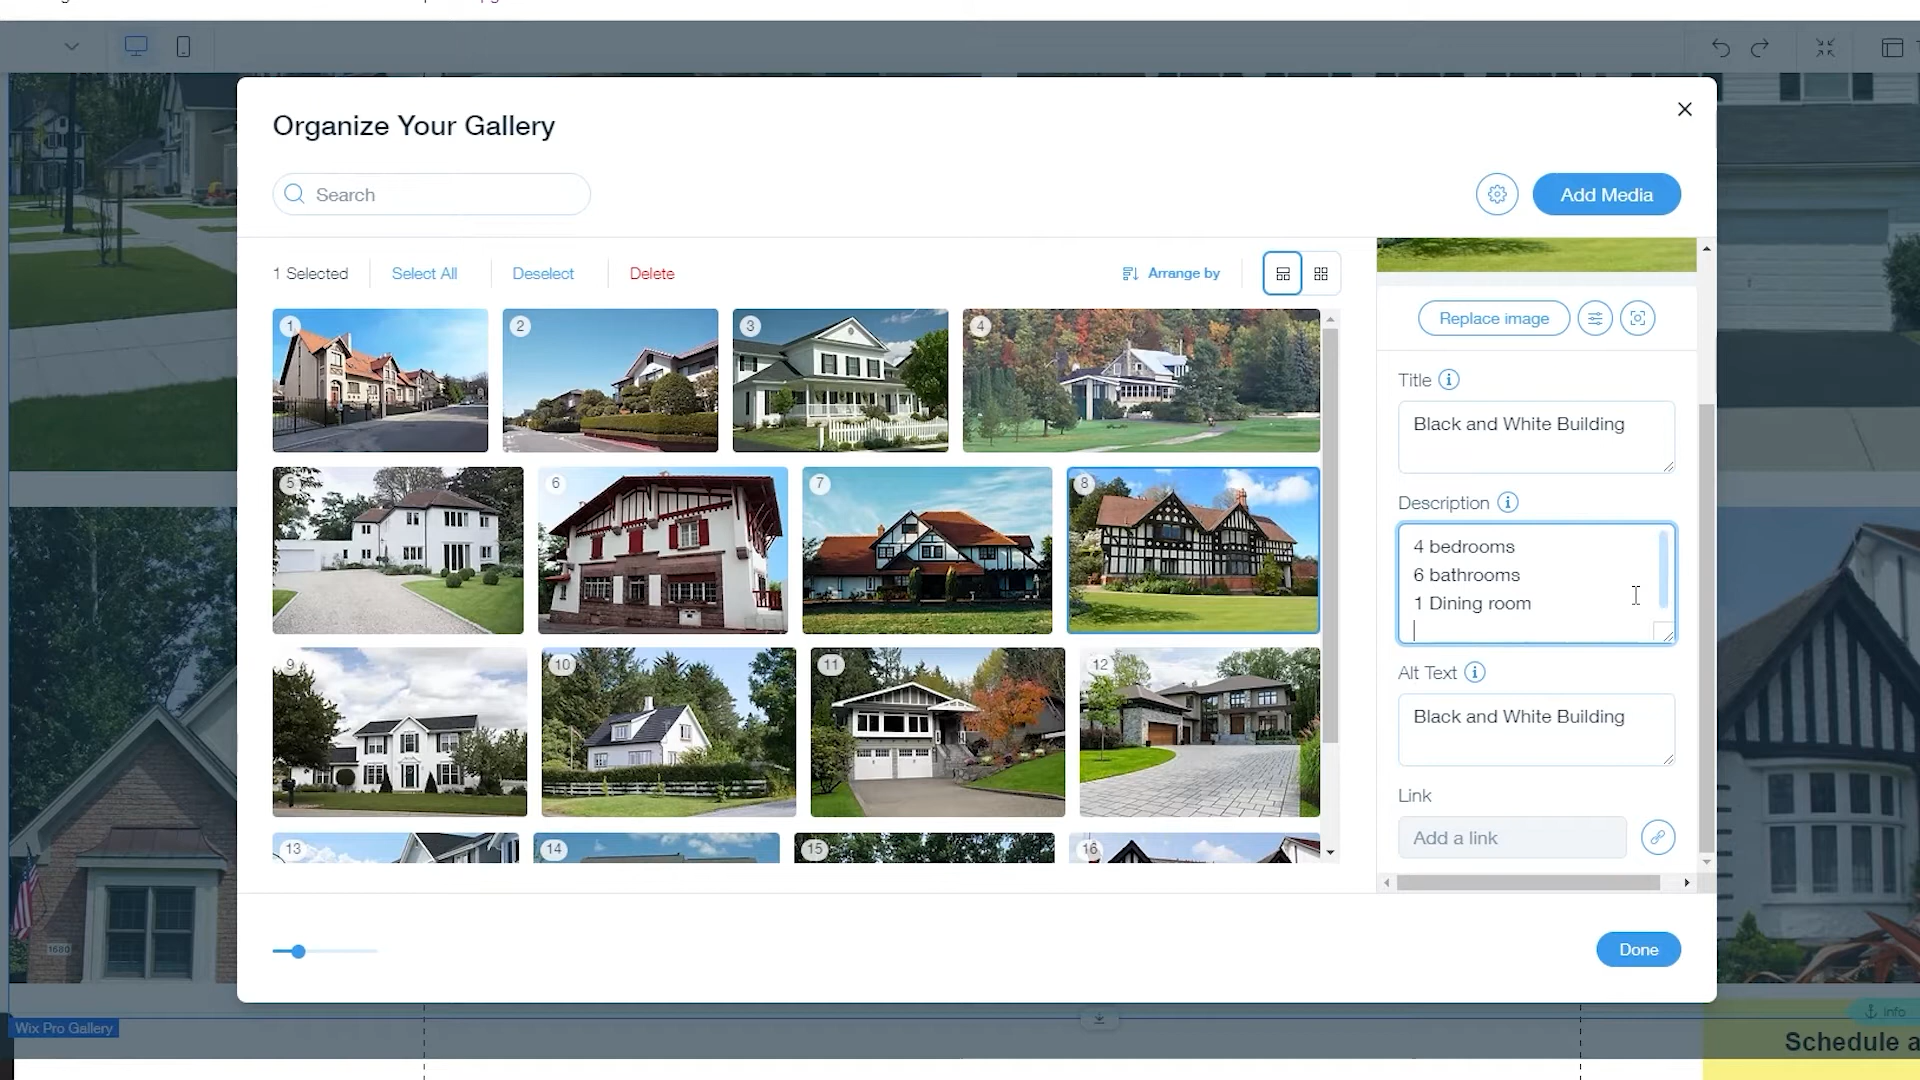 Organize Your Gallery
Search
Add Media
1 Selected
Select All
Deselect
Delete
Arrange by
1
2
3
4
5
6
7
8
9
10
11
12
13
14
15
16
Replace image
Title
Black and White Building
Description
4 bedrooms
6 bathrooms
1 Dining room
Alt Text
Black and White Building
Link
Add a link
Done
1680
Wix Pro Gallery
Info
Schedule a